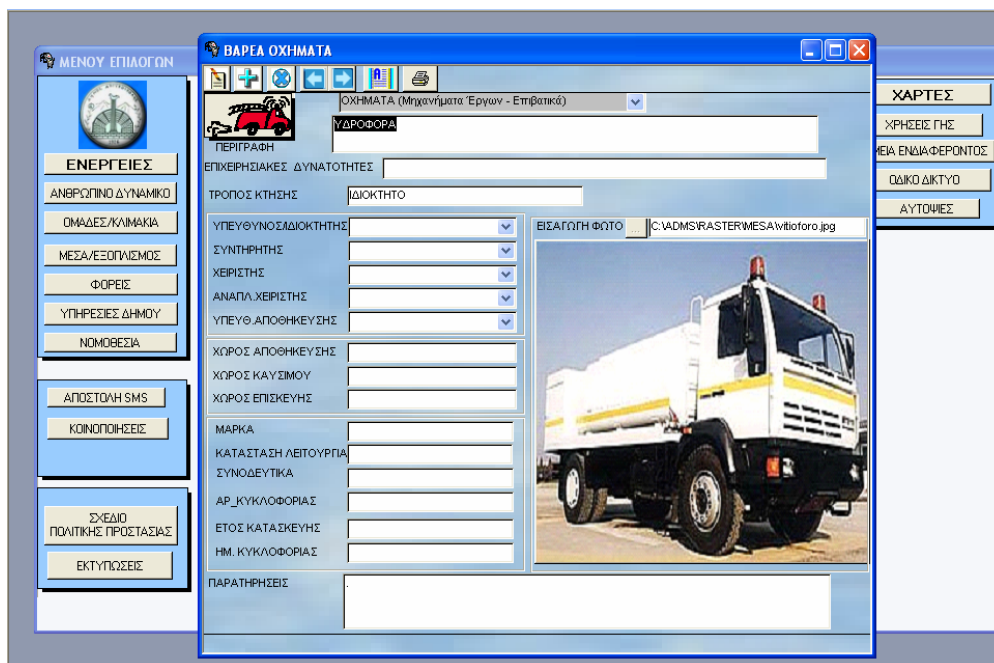 ΜΕΝΟΥ ΕΠΙΛΟΓΩΝ
ΕΝΕΡΓΕΙΕΣ
ΑΝΘΡΩΠΙΝΟ ΔΥΝΑΜΙΚΟ
ΟΜΑΔΕΣ/ΚΛΙΜΑΚΙΑ
ΜΕΣΑ/ΕΞΟΠΛΙΣΜΟΣ
ΦΟΡΕΙΣ
ΥΠΗΡΕΣΙΕΣ ΔΗΜΟΥ
ΝΟΜΟΘΕΣΙΑ
ΑΠΟΣΤΟΛΗ SMS
ΚΟΙΝΟΠΟΙΗΣΕΙΣ
ΣΧΕΔΙΟ
ΠΟΛΙΤΙΚΗΣ ΠΡΟΣΤΑΣΙΑΣ
ΕΚΤΥΠΩΣΕΙΣ
ΒΑΡΕΑ ΟΧΗΜΑΤΑ
ΟΧΗΜΑΤΑ (Μηχανήματα Έργων - Επιβατικά)
ΥΔΡΟΦΟΡΑ
ΠΕΡΙΓΡΑΦΗ
ΕΠΙΧΕΙΡΗΣΙΑΚΕΣ ΔΥΝΑΤΟΤΗΤΕΣ
ΤΡΟΠΟΣ ΚΤΗΣΗΣ ΙΔΙΟΚΤΗΤΟ
ΥΠΕΥΘΥΝΟΣ/ΙΔΙΟΚΤΗΤΗΣ
ΣΥΝΤΗΡΗΤΗΣ
ΧΕΙΡΙΣΤΗΣ
ΑΝΑΠΛ.ΧΕΙΡΙΣΤΗΣ
ΥΠΕΥΘ.ΑΠΟΘΗΚΕΥΣΗΣ
ΧΩΡΟΣ ΑΠΟΘΗΚΕΥΣΗΣ
ΧΩΡΟΣ ΚΑΥΣΙΜΟΥ
ΧΩΡΟΣ ΕΠΙΣΚΕΥΗΣ
ΜΑΡΚΑ
ΚΑΤΑΣΤΑΣΗ ΛΕΙΤΟΥΡΓΙΑ
ΣΥΝΟΔΕΥΤΙΚΑ
ΑΡ_ΚΥΚΛΟΦΟΡΙΑΣ
ΕΤΟΣ ΚΑΤΑΣΚΕΥΗΣ
ΗΜ. ΚΥΚΛΟΦΟΡΙΑΣ
ΕΙΣΑΓΩΓΗ ΦΩΤΟ ... C:\ADMS\RASTER\MESA\vitioforo.jpg
ΠΑΡΑΤΗΡΗΣΕΙΣ .
ΧΑΡΤΕΣ
ΧΡΗΣΕΙΣ ΓΗΣ
ΜΕΙΑ ΕΝΔΙΑΦΕΡΟΝΤΟΣ
ΟΔΙΚΟ ΔΙΚΤΥΟ
ΑΥΤΟΨΙΕΣ